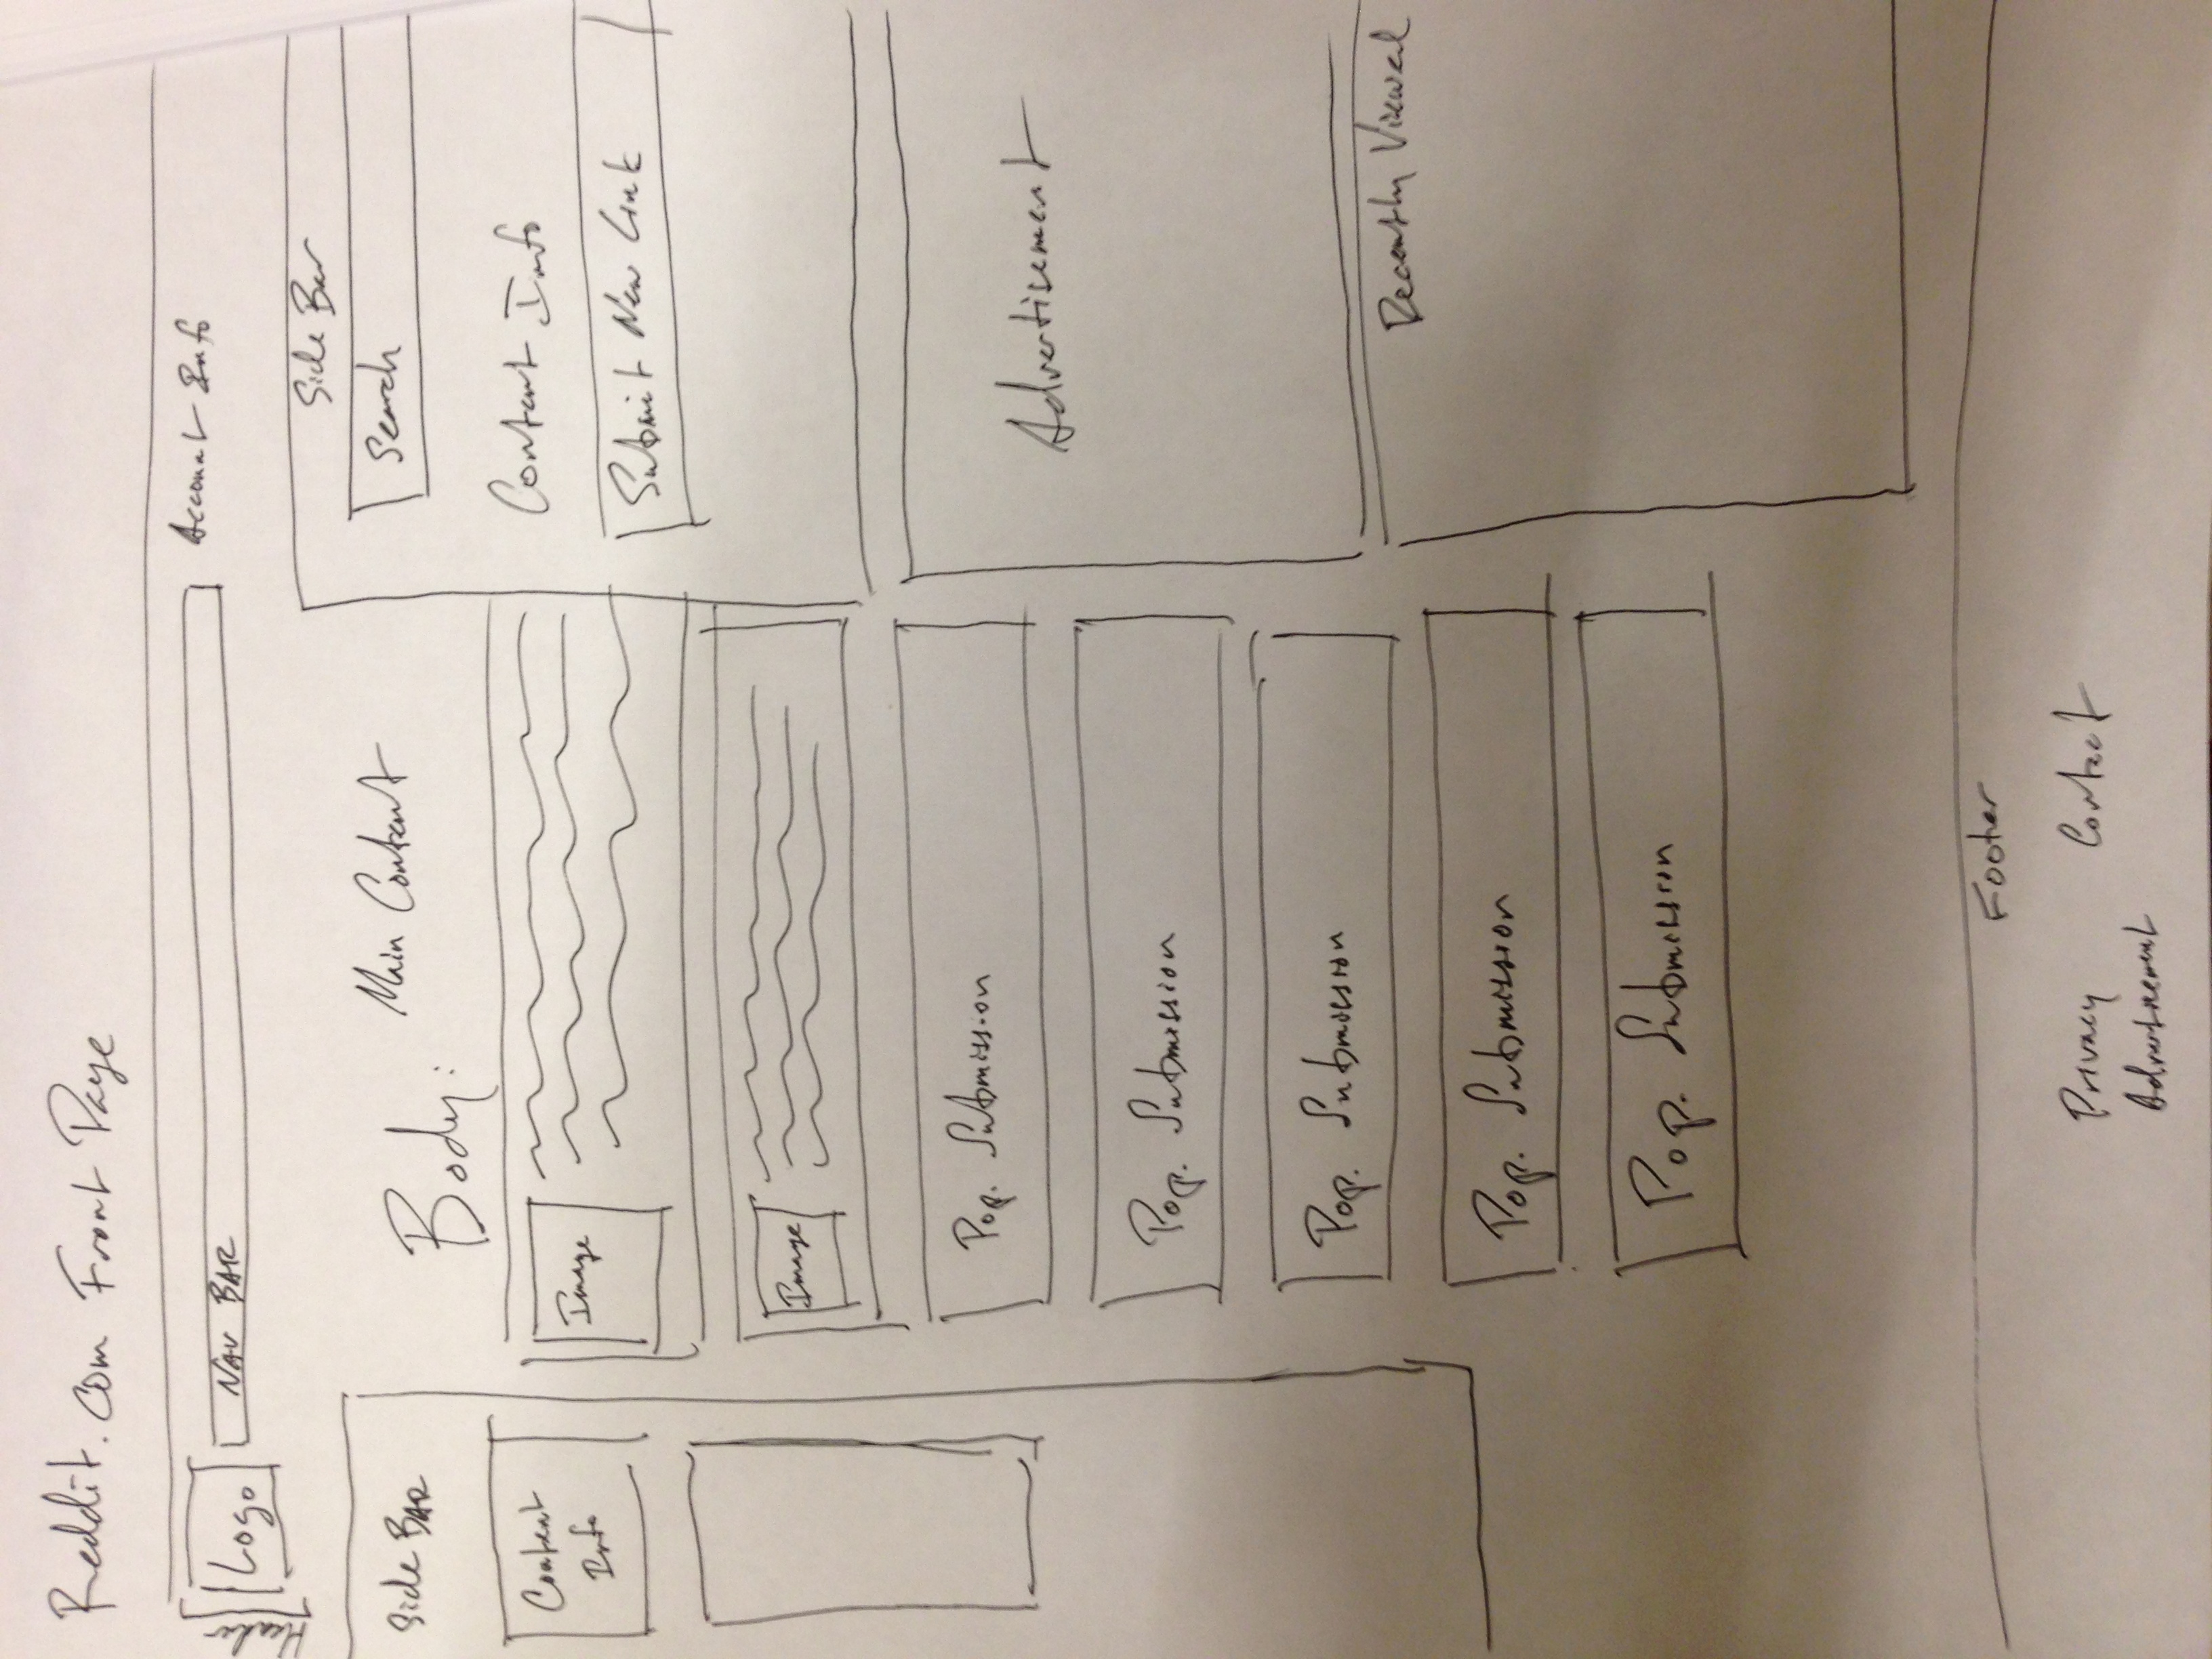 Reddit.com Front Page
Header
Logo
NAV BAR
Account Info
Side BAR
Content
Info
Body:
Main Content
Image
Image
Pop. Submission
Pop. Submission
Pop. Submission
Pop. Submission
Pop. Submission
Side Bar
Search
Content Info
Submit New Link
Advertisement
Recently Viewed
Footer
Privacy
Contact
Advertisement